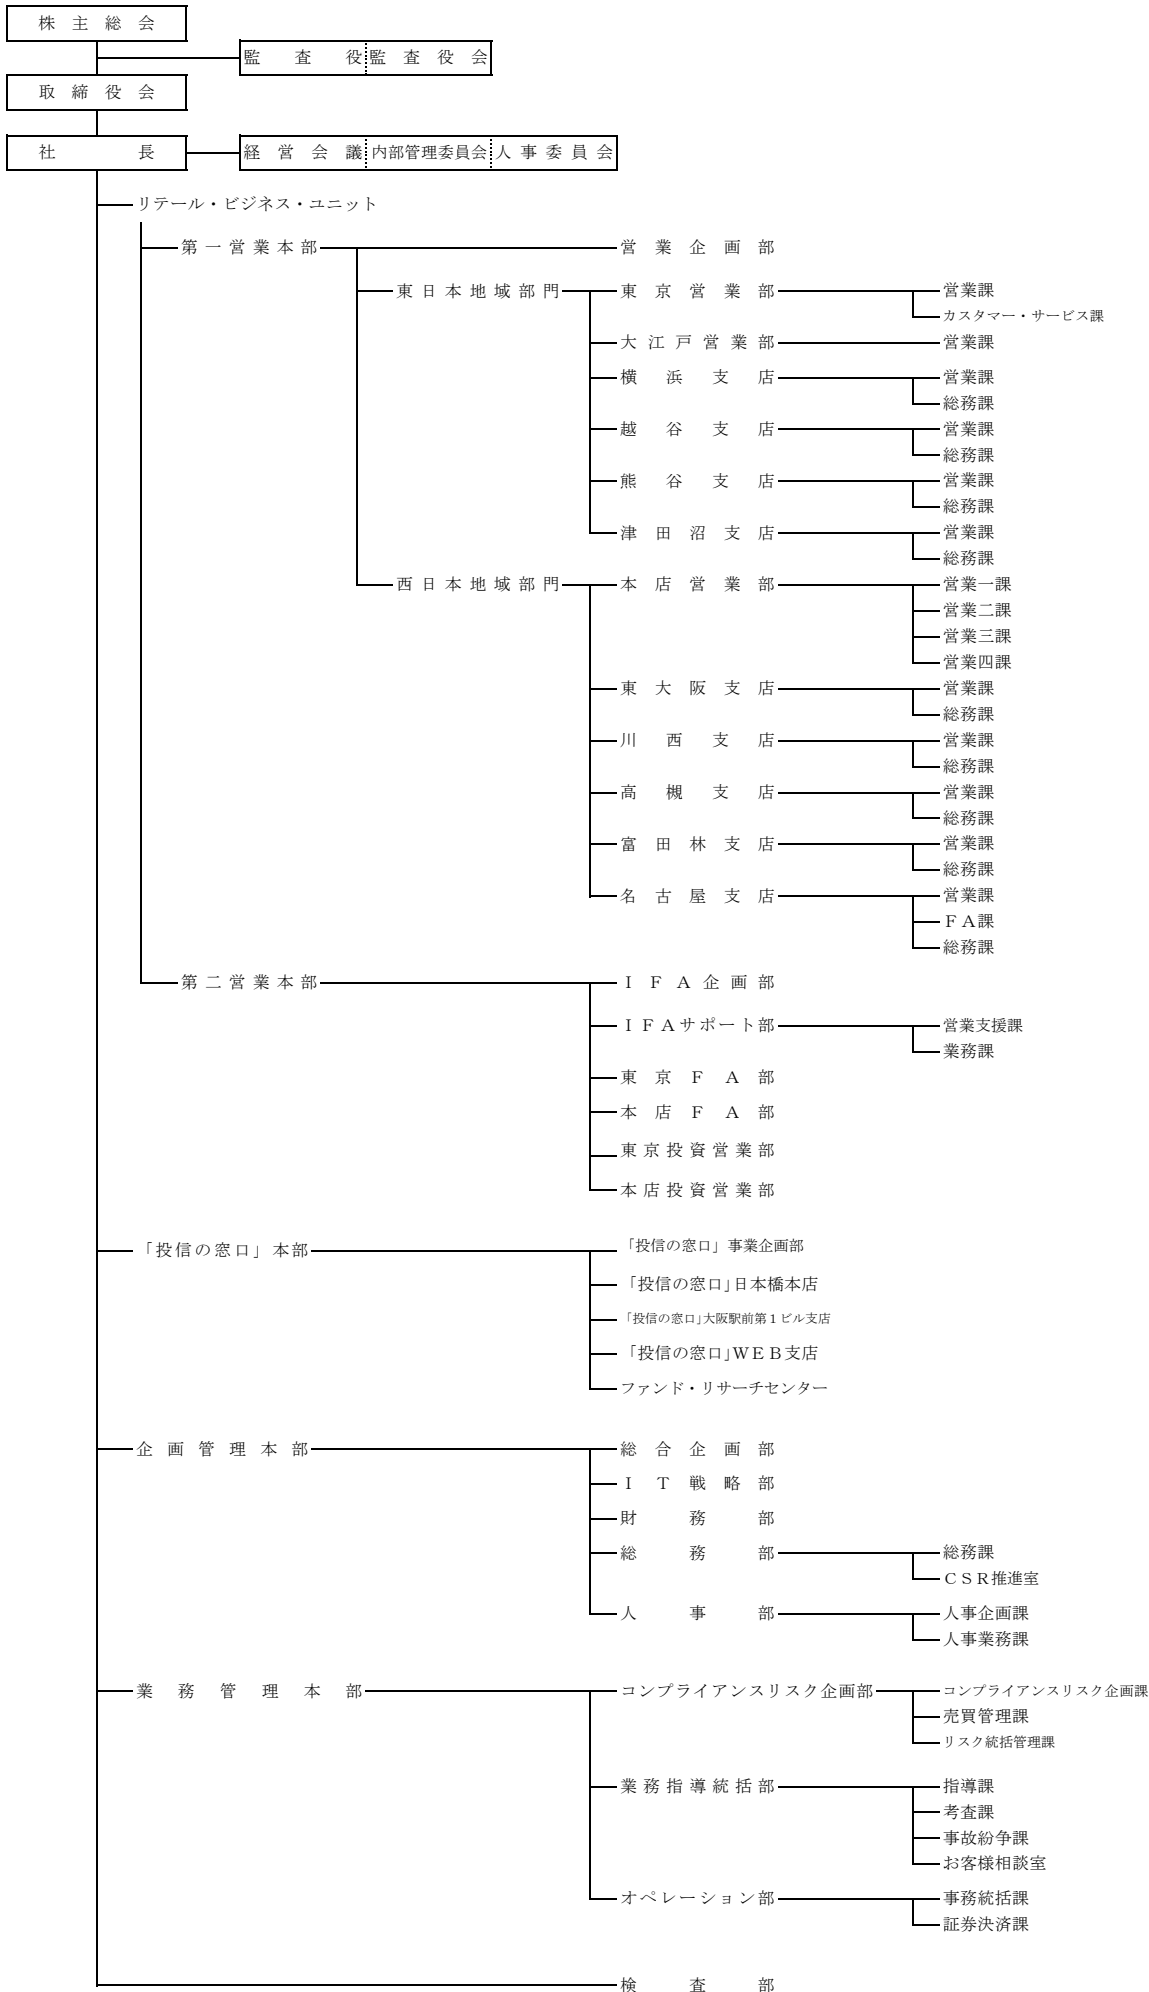 株主総会
監査役 監査役会
取締役会
社長 経営会議 内部管理委員会 人事委員会
リテール・ビジネス・ユニット
第一営業本部 営業企画部
東日本地域部門 東京営業部 営業課
カスタマー・サービス課
大江戸営業部 営業課
横浜支店 営業課
総務課
越谷支店 営業課
総務課
熊谷支店 営業課
総務課
津田沼支店 営業課
総務課
西日本地域部門 本店営業部 営業一課
営業二課
営業三課
営業四課
東大阪支店 営業課
総務課
川西支店 営業課
総務課
高槻支店 営業課
総務課
富田林支店 営業課
総務課
名古屋支店 営業課
ＦＡ課
総務課
第二営業本部 ＩＦＡ企画部
ＩＦＡサポート部 営業支援課
業務課
東京ＦＡ部
本店ＦＡ部
東京投資営業部
本店投資営業部
「投信の窓口」本部 「投信の窓口」事業企画部
「投信の窓口」日本橋本店
「投信の窓口」大阪駅前第１ビル支店
「投信の窓口」ＷＥＢ支店
ファンド・リサーチセンター
企画管理本部 総合企画部
ＩＴ戦略部
財務部
総務部 総務課
ＣＳＲ推進室
人事部 人事企画課
人事業務課
業務管理本部 コンプライアンスリスク企画部 コンプライアンスリスク企画課
売買管理課
リスク統括管理課
業務指導統括部 指導課
考査課
事故紛争課
お客様相談室
オペレーション部 事務統括課
証券決済課
検査部